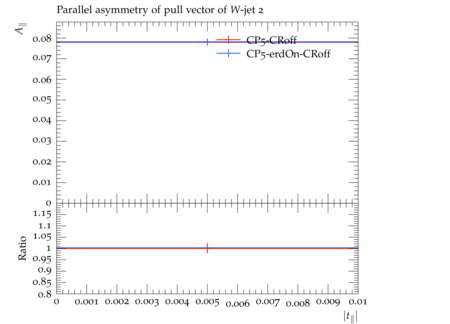 Parallel asymmetry of pull vector of W-jet 2
A∥
CP5-CRoff
CP5-erdOn-CRoff
0.08
0.07
0.06
0.05
0.04
0.03
0.02
0.01
0
Ratio
1.15
1.1
1.05
1
0.95
0.9
0.85
0.8
0 0.001 0.002 0.003 0.004 0.005 0.006 0.007 0.008 0.009 0.01
|t∥|